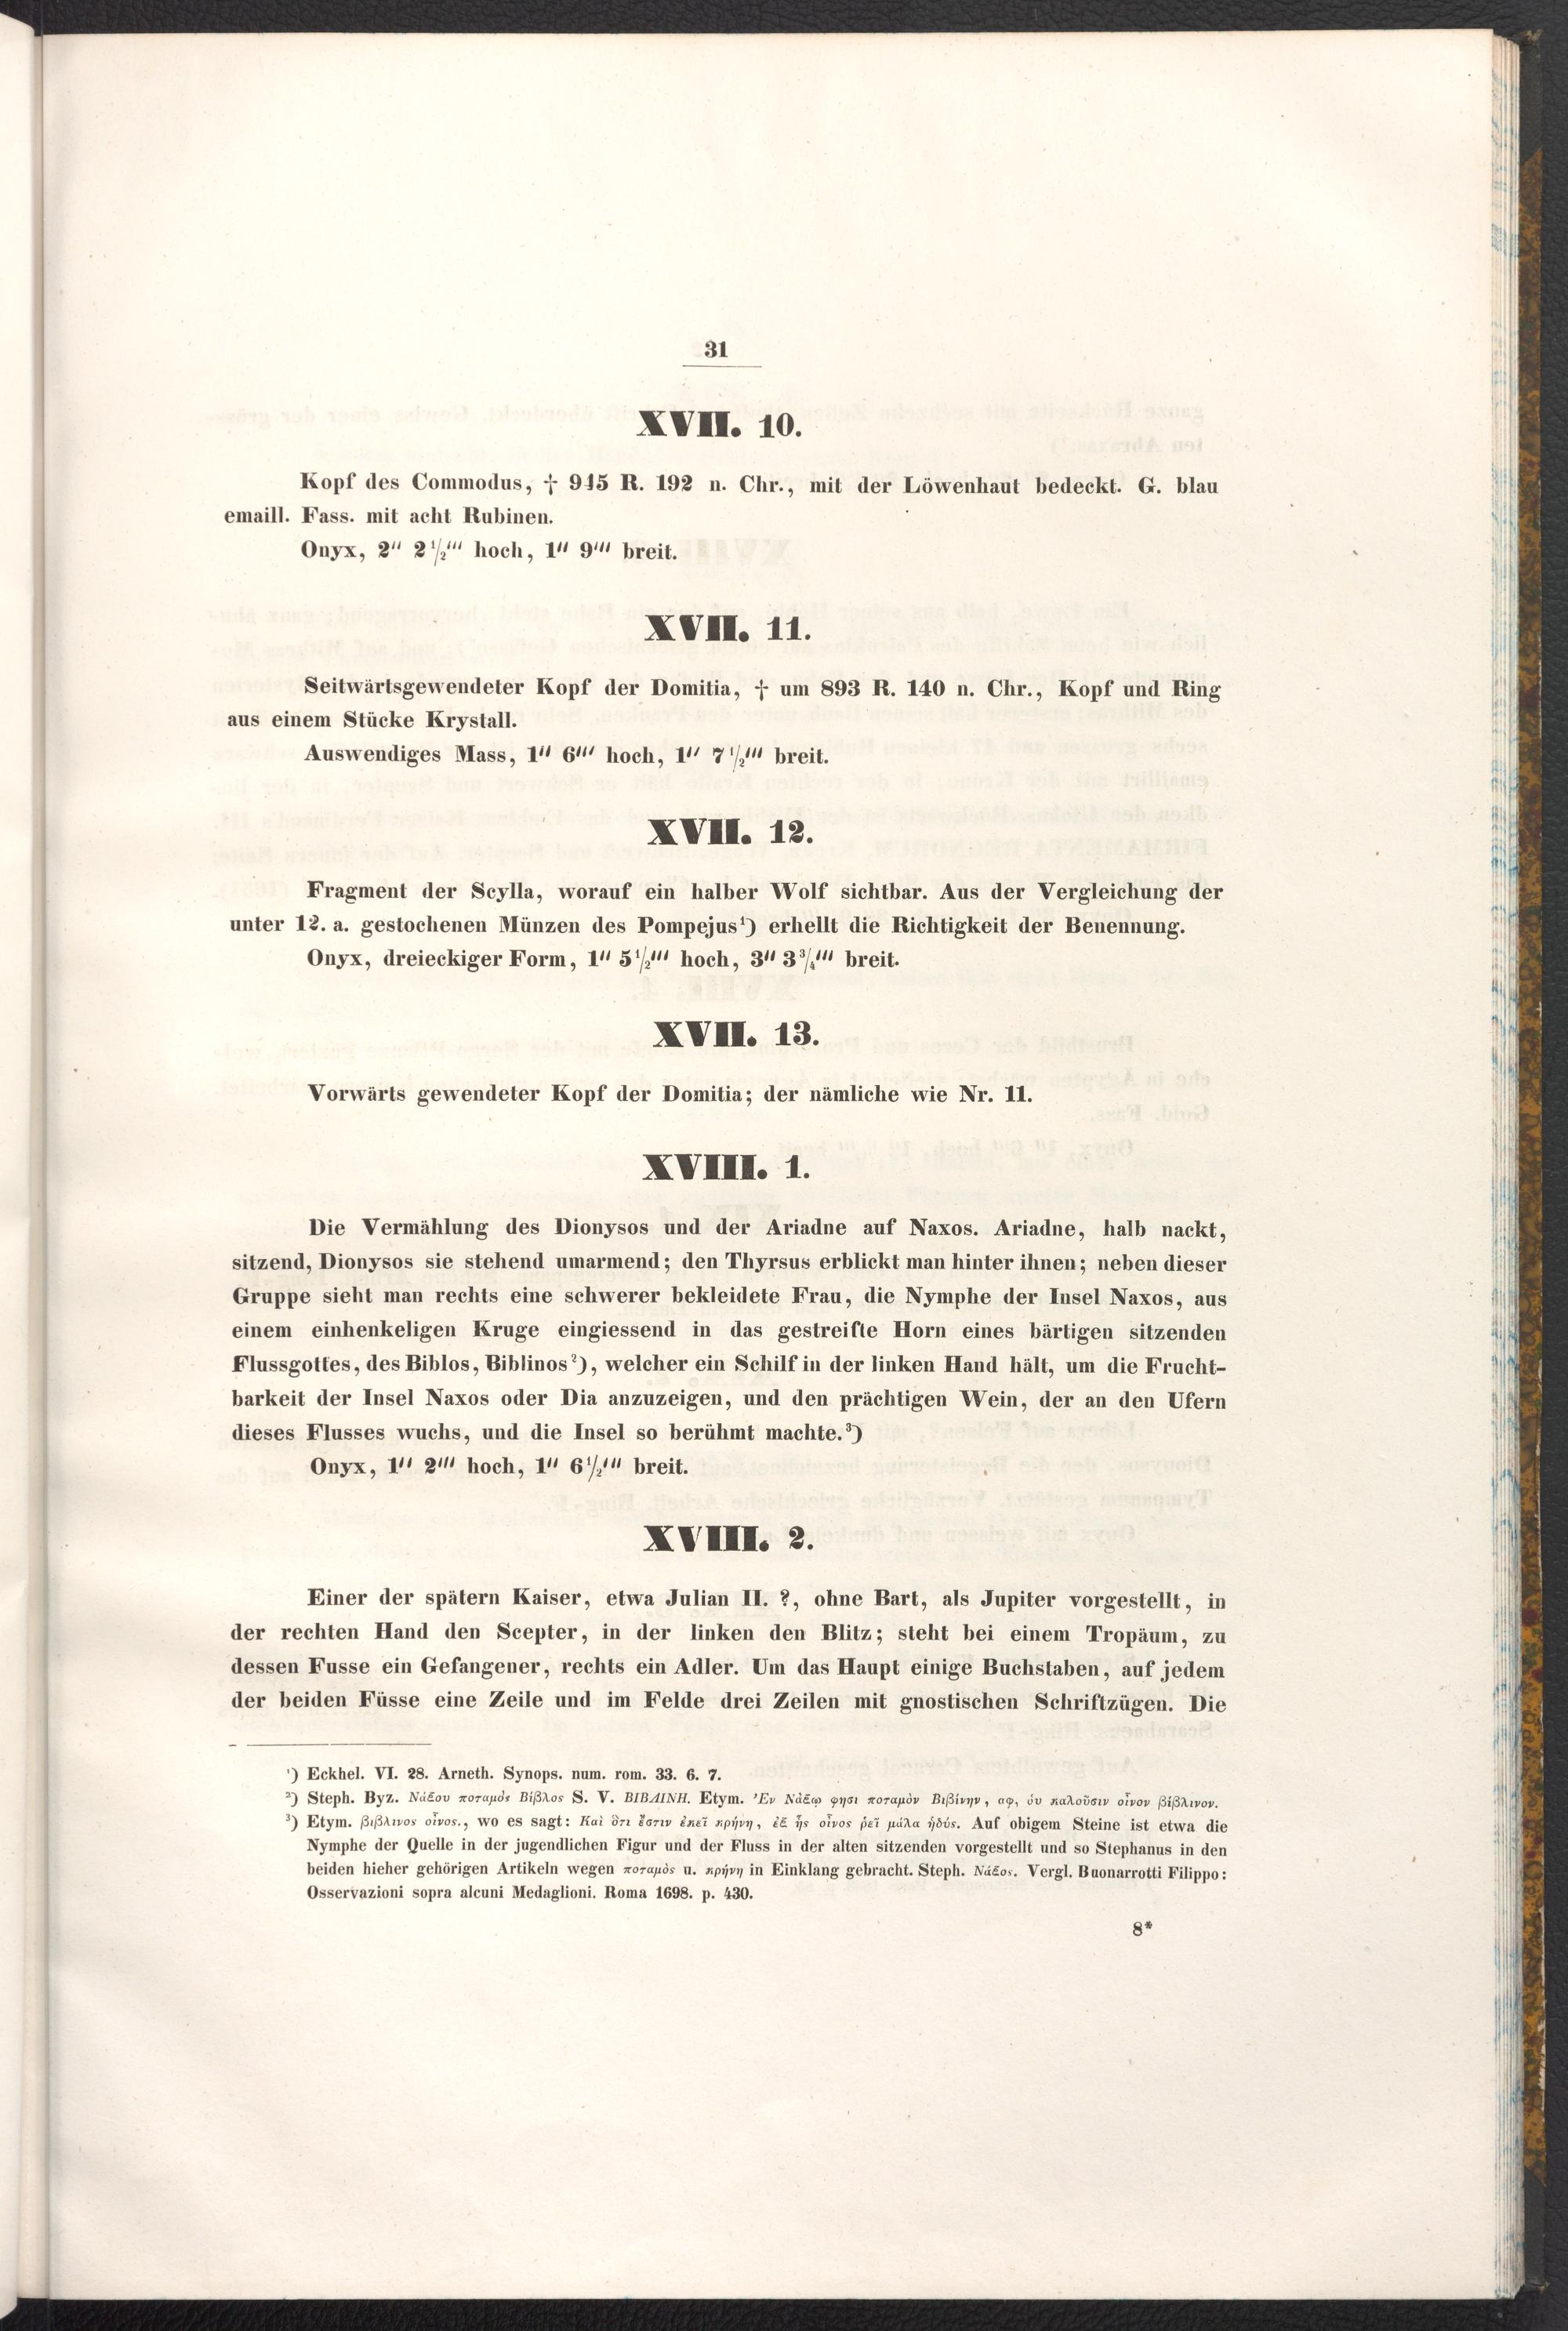 31
XVII. 10.
Kopf des Commodus, † 945 R. 192 n. Chr., mit der Löwenhaut bedeckt. G. blau
emaill. Fass. mit acht Rubinen.
Onyx, 2″ 2 1/2‴ hoch, 1″ 9‴ breit.
XVII. 11.
Seitwärtsgewendeter Kopf der Domitia, † um 893 R. 140 n. Chr., Kopf und Ring
aus einem Stücke Krystall.
Auswendiges Mass, 1″ 6‴ hoch, 1″ 7 1/2‴ breit.
XVII. 12.
Fragment der Scylla, worauf ein halber Wolf sichtbar. Aus der Vergleichung der
unter 12. a. gestochenen Münzen des Pompejus¹) erhellt die Richtigkeit der Benennung.
Onyx, dreieckiger Form, 1″ 5 1/2‴ hoch, 3″ 3 3/4‴ breit.
XVII. 13.
Vorwärts gewendeter Kopf der Domitia; der nämliche wie Nr. 11.
XVIII. 1.
Die Vermählung des Dionysos und der Ariadne auf Naxos. Ariadne, halb nackt,
sitzend, Dionysos sie stehend umarmend; den Thyrsus erblickt man hinter ihnen; neben dieser
Gruppe sieht man rechts eine schwerer bekleidete Frau, die Nymphe der Insel Naxos, aus
einem einhenkeligen Kruge eingiessend in das gestreifte Horn eines bärtigen sitzenden
Flussgottes, des Biblos, Biblinos²), welcher ein Schilf in der linken Hand hält, um die Frucht-
barkeit der Insel Naxos oder Dia anzuzeigen, und den prächtigen Wein, der an den Ufern
dieses Flusses wuchs, und die Insel so berühmt machte.³)
Onyx, 1″ 2‴ hoch, 1″ 6 1/2‴ breit.
XVIII. 2.
Einer der spätern Kaiser, etwa Julian II. ?, ohne Bart, als Jupiter vorgestellt, in
der rechten Hand den Scepter, in der linken den Blitz; steht bei einem Tropäum, zu
dessen Fusse ein Gefangener, rechts ein Adler. Um das Haupt einige Buchstaben, auf jedem
der beiden Füsse eine Zeile und im Felde drei Zeilen mit gnostischen Schriftzügen. Die
¹) Eckhel. VI. 28. Arneth. Synops. num. rom. 33. 6. 7.
²) Steph. Byz. Νάξου ποταμὸς Βίβλος S. V. ΒΙΒΛΙΝΗ. Etym. Ἐν Νάξῳ φησι ποταμὸν Βιβίνην, αφ, ὁυ καλοῦσιν οἶνον βίβλινον.
³) Etym. βιβλινος οἶνος., wo es sagt: Καὶ ὅτι ἔστιν ἐκεῖ κρήνη, ἐξ ἧς οἶνος ῥεῖ μάλα ἡδύς. Auf obigem Steine ist etwa die
Nymphe der Quelle in der jugendlichen Figur und der Fluss in der alten sitzenden vorgestellt und so Stephanus in den
beiden hieher gehörigen Artikeln wegen ποταμὸς u. κρήνη in Einklang gebracht. Steph. Νάξος. Vergl. Buonarrotti Filippo:
Osservazioni sopra alcuni Medaglioni. Roma 1698. p. 430.
8*